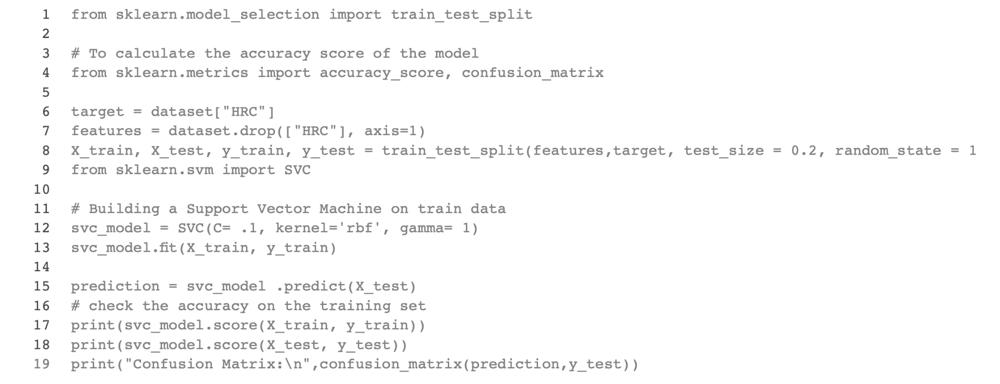 1 from sklearn.model_selection import train_test_split
2
3 # To calculate the accuracy score of the model
4 from sklearn.metrics import accuracy_score, confusion_matrix
5
6 target = dataset["HRC"]
7 features = dataset.drop(["HRC"], axis=1)
8 X_train, X_test, y_train, y_test = train_test_split(features,target, test_size = 0.2, random_state = 1
9 from sklearn.svm import SVC
10
11 # Building a Support Vector Machine on train data
12 svc_model = SVC(C= .1, kernel='rbf', gamma= 1)
13 svc_model.fit(X_train, y_train)
14
15 prediction = svc_model .predict(X_test)
16 # check the accuracy on the training set
17 print(svc_model.score(X_train, y_train))
18 print(svc_model.score(X_test, y_test))
19 print("Confusion Matrix:\n",confusion_matrix(prediction,y_test))